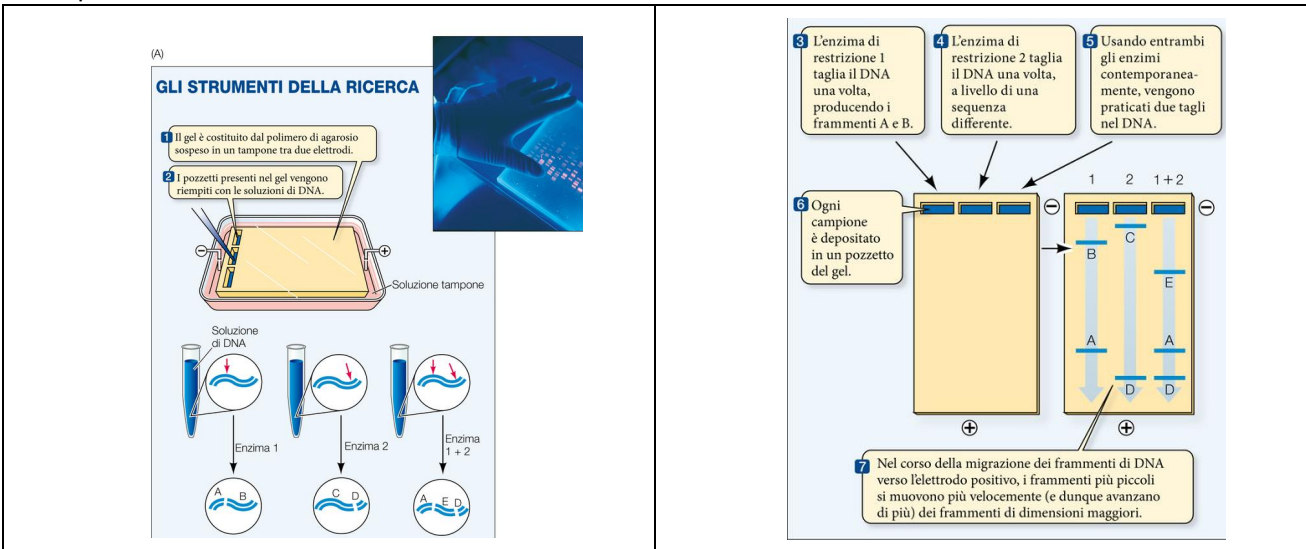 (A)
GLI STRUMENTI DELLA RICERCA
1 Il gel è costituito dal polimero di agarosio
sospeso in un tampone tra due elettrodi.
2 I pozzetti presenti nel gel vengono
riempiti con le soluzioni di DNA.
−
+
Soluzione tampone
Soluzione
di DNA
Enzima 1
Enzima 2
Enzima
1 + 2
A B
C D
A E D
3 L'enzima di
restrizione 1
taglia il DNA
una volta,
producendo i
frammenti A e B.
4 L'enzima di
restrizione 2 taglia
il DNA una volta,
a livello di una
sequenza
differente.
5 Usando entrambi
gli enzimi
contemporanea-
mente, vengono
praticati due tagli
nel DNA.
1 2 1+2
6 Ogni
campione
è depositato
in un pozzetto
del gel.
− −
C
B
E
A A
D D
+ +
7 Nel corso della migrazione dei frammenti di DNA
verso l'elettrodo positivo, i frammenti più piccoli
si muovono più velocemente (e dunque avanzano
di più) dei frammenti di dimensioni maggiori.